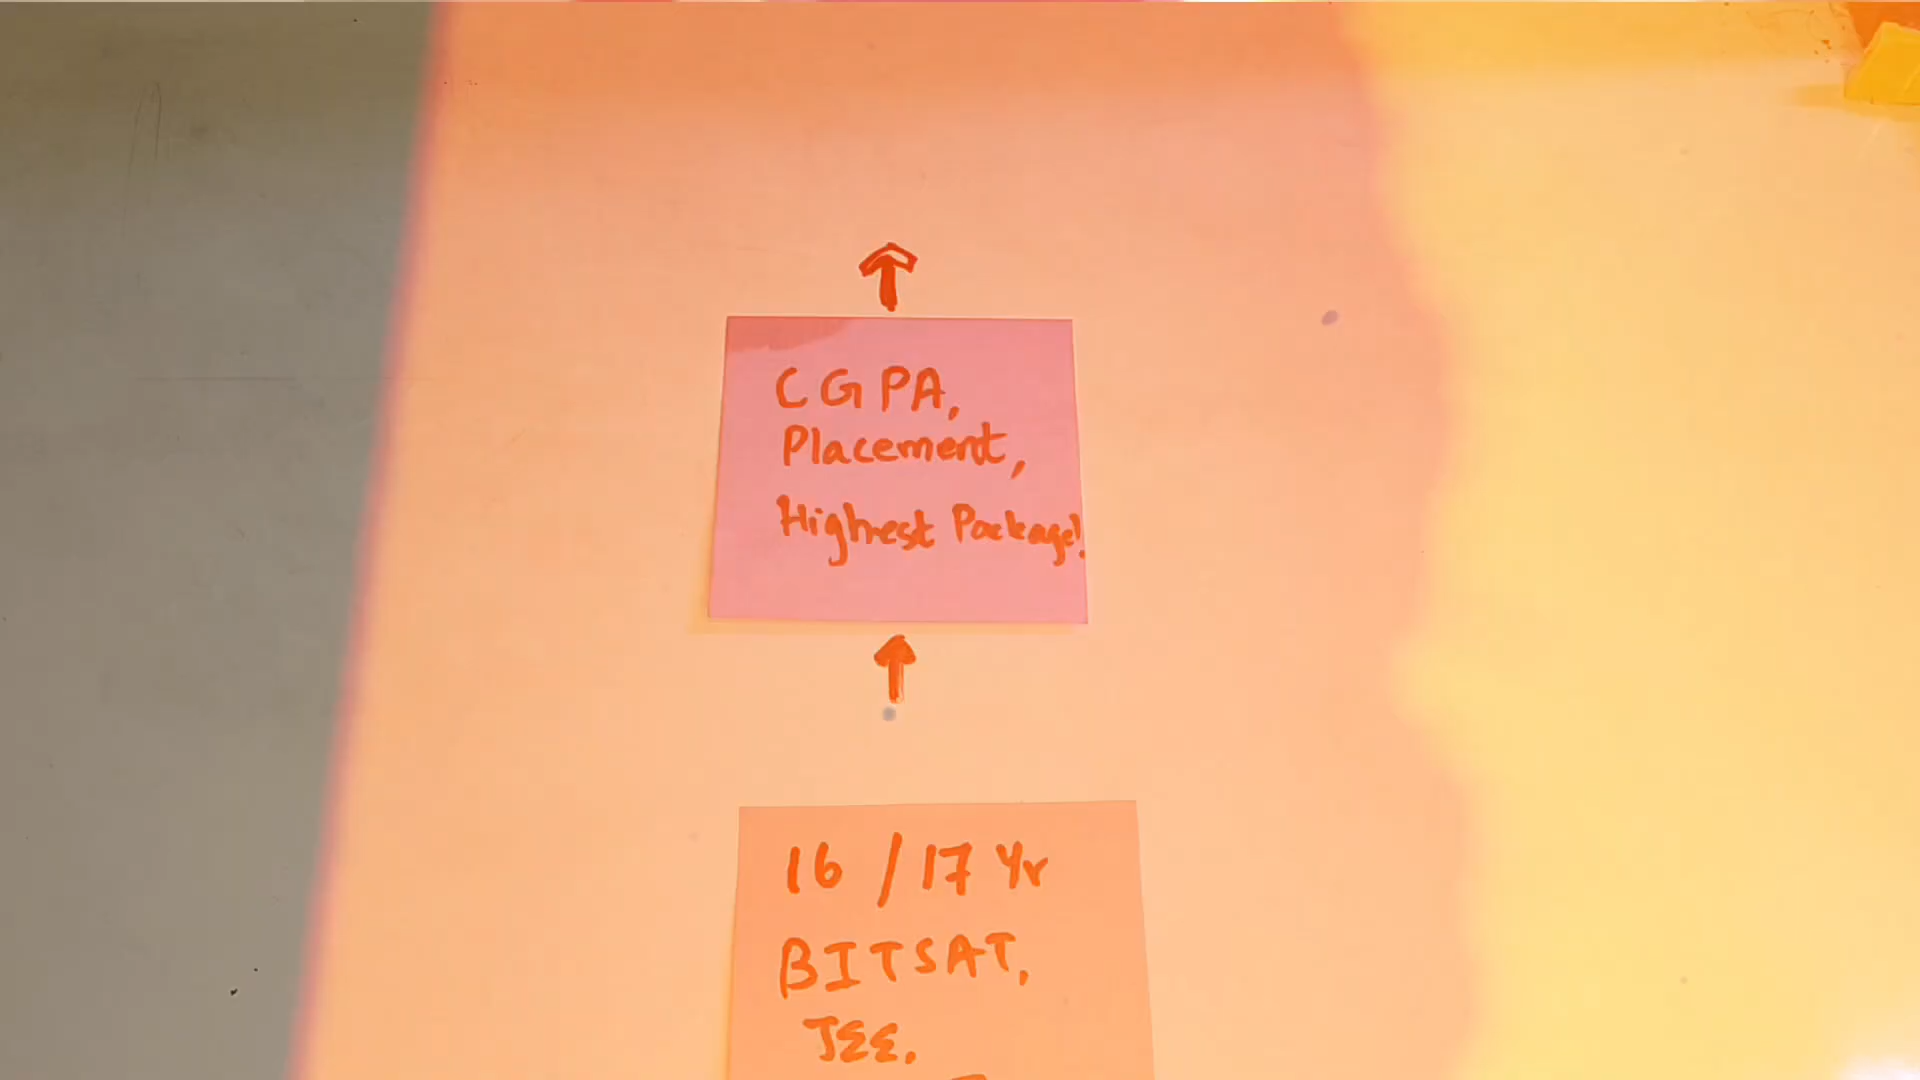 CGPA,
Placement,
Highest Package!
16/17 Yr
BITSAT,
JEE.